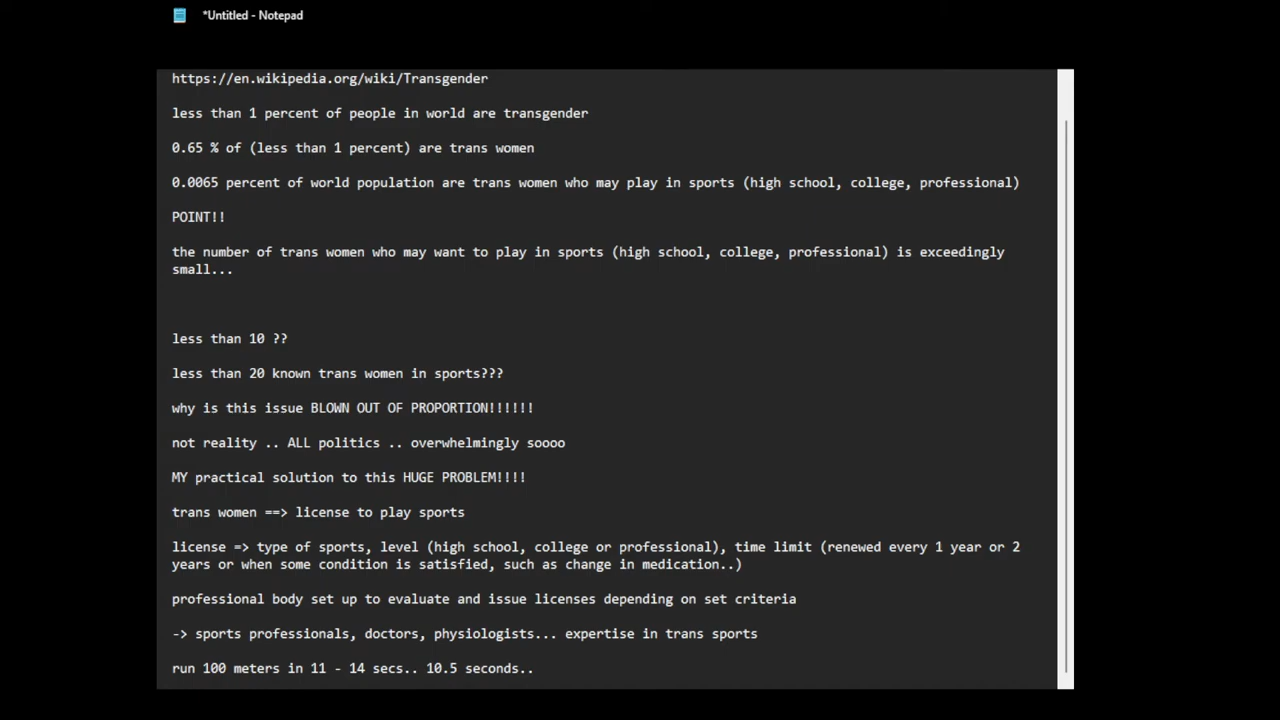 *Untitled - Notepad
https://en.wikipedia.org/wiki/Transgender
less than 1 percent of people in world are transgender
0.65 % of (less than 1 percent) are trans women
0.0065 percent of world population are trans women who may play in sports (high school, college, professional)
POINT!!
the number of trans women who may want to play in sports (high school, college, professional) is exceedingly
small...
less than 10 ??
less than 20 known trans women in sports???
why is this issue BLOWN OUT OF PROPORTION!!!!!!
not reality .. ALL politics .. overwhelmingly soooo
MY practical solution to this HUGE PROBLEM!!!!
trans women ==> license to play sports
license => type of sports, level (high school, college or professional), time limit (renewed every 1 year or 2
years or when some condition is satisfied, such as change in medication..)
professional body set up to evaluate and issue licenses depending on set criteria
-> sports professionals, doctors, physiologists... expertise in trans sports
run 100 meters in 11 - 14 secs.. 10.5 seconds..